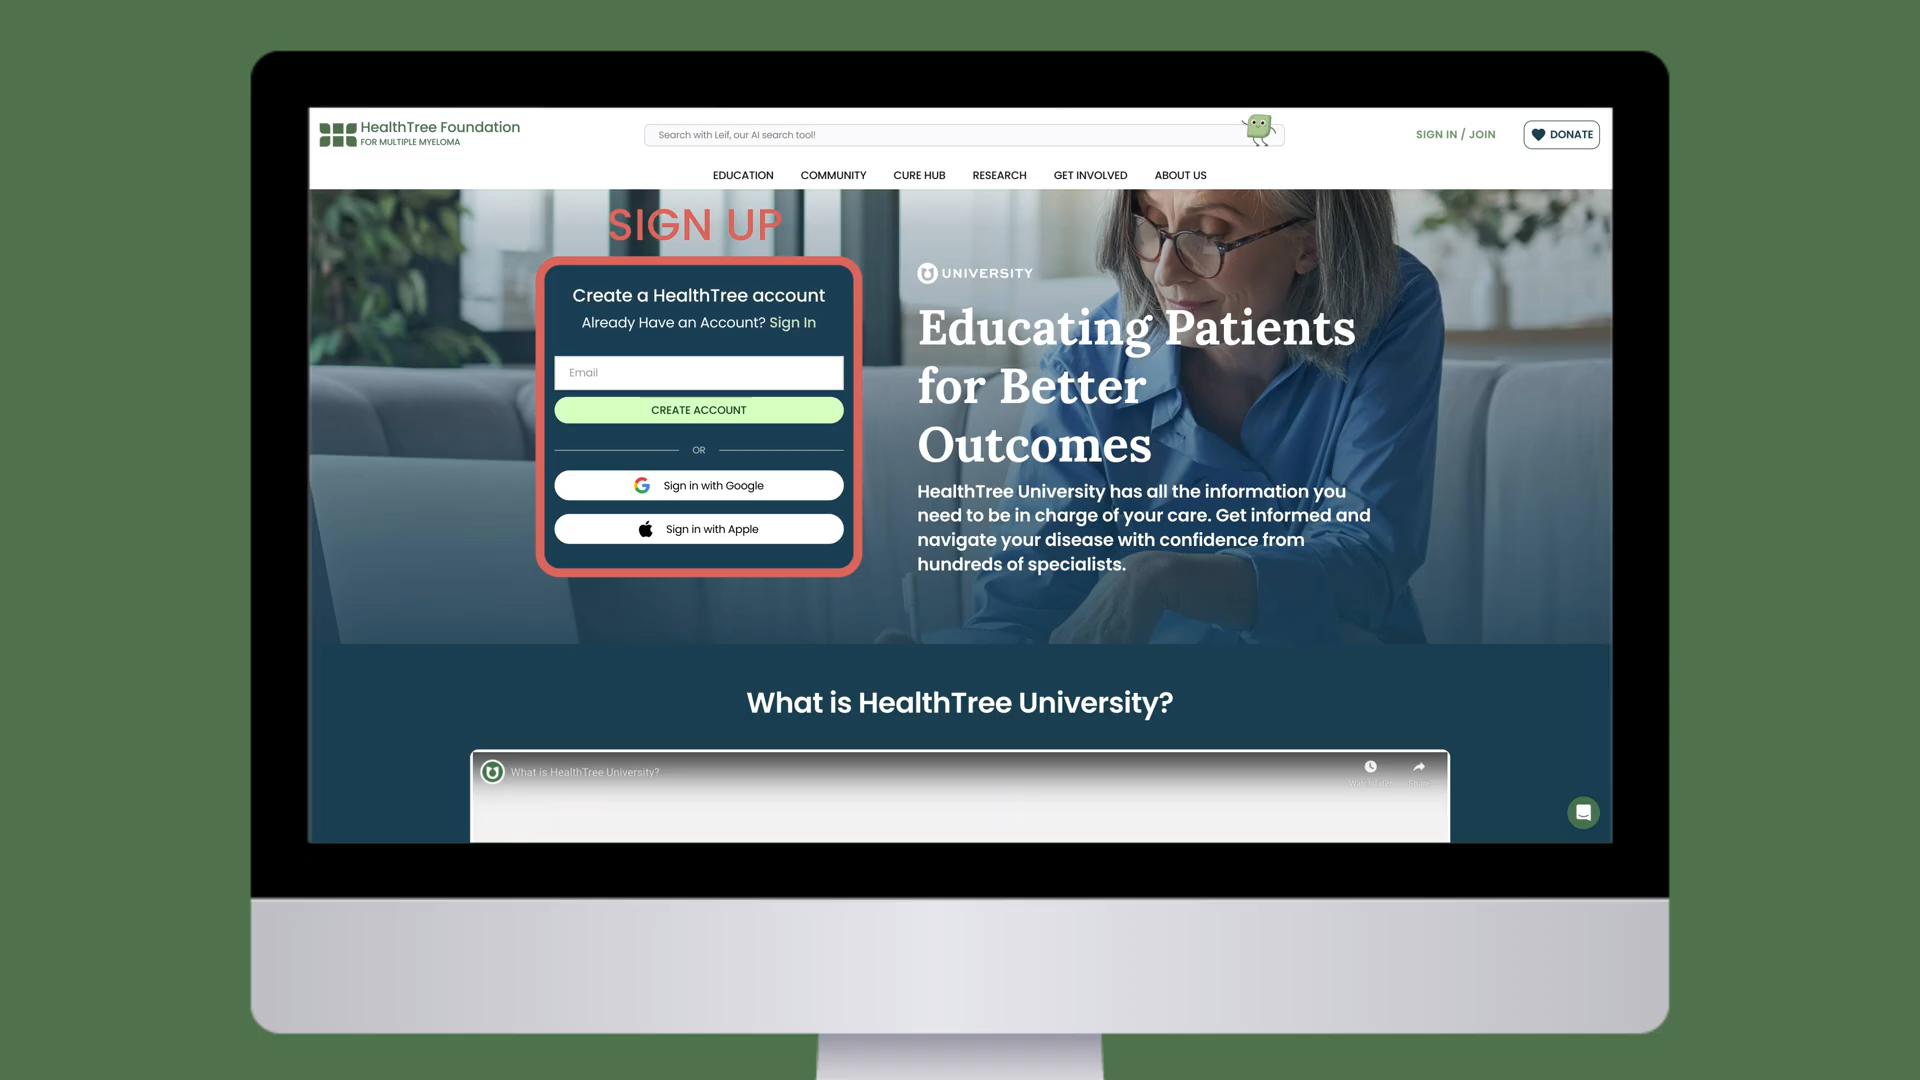 HealthTree Foundation
FOR MULTIPLE MYELOMA
Search with Leif, our AI search tool!
SIGN IN / JOIN
DONATE
EDUCATION
COMMUNITY
CURE HUB
RESEARCH
GET INVOLVED
ABOUT US
SIGN UP
Create a HealthTree account
Already Have an Account? Sign In
Email
CREATE ACCOUNT
OR
Sign in with Google
Sign in with Apple
UNIVERSITY
Educating Patients
for Better
Outcomes
HealthTree University has all the information you
need to be in charge of your care. Get informed and
navigate your disease with confidence from
hundreds of specialists.
What is HealthTree University?
What is HealthTree University?
Watch later
Share